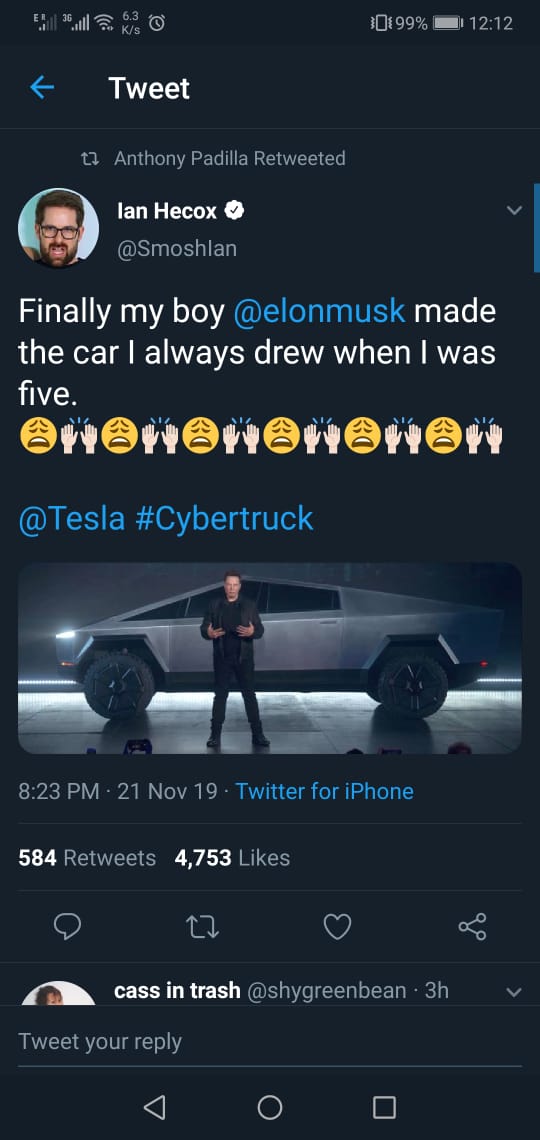 E R 3G 6.3 K/s 99% 12:12
Tweet
Anthony Padilla Retweeted
Ian Hecox
@SmoshIan
Finally my boy @elonmusk made
the car I always drew when I was
five.
😩🙌🏻😩🙌🏻😩🙌🏻😩🙌🏻😩🙌🏻😩🙌🏻
@Tesla #Cybertruck
8:23 PM · 21 Nov 19 · Twitter for iPhone
584 Retweets 4,753 Likes
cass in trash @shygreenbean · 3h
Tweet your reply